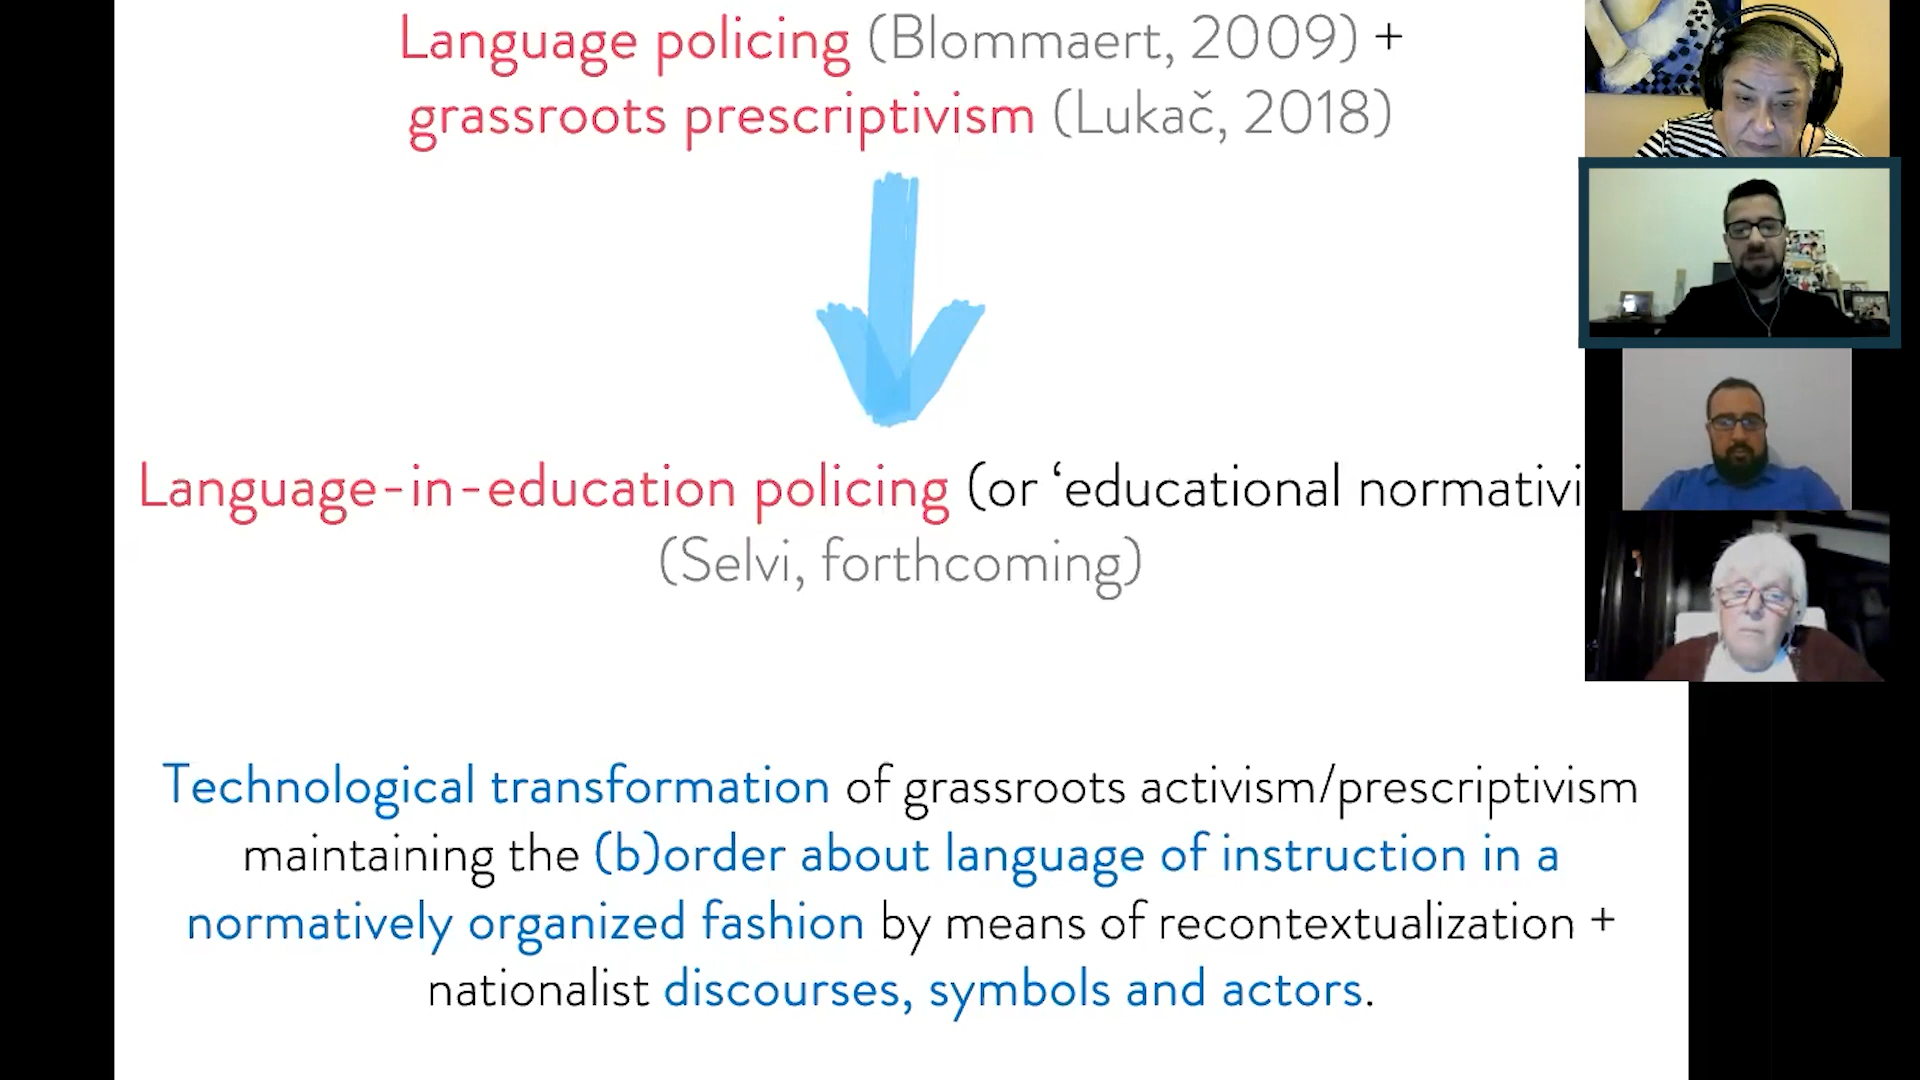 Language policing (Blommaert, 2009) +
grassroots prescriptivism (Lukač, 2018)
Language-in-education policing (or ‘educational normativi
(Selvi, forthcoming)
Technological transformation of grassroots activism/prescriptivism
maintaining the (b)order about language of instruction in a
normatively organized fashion by means of recontextualization +
nationalist discourses, symbols and actors.